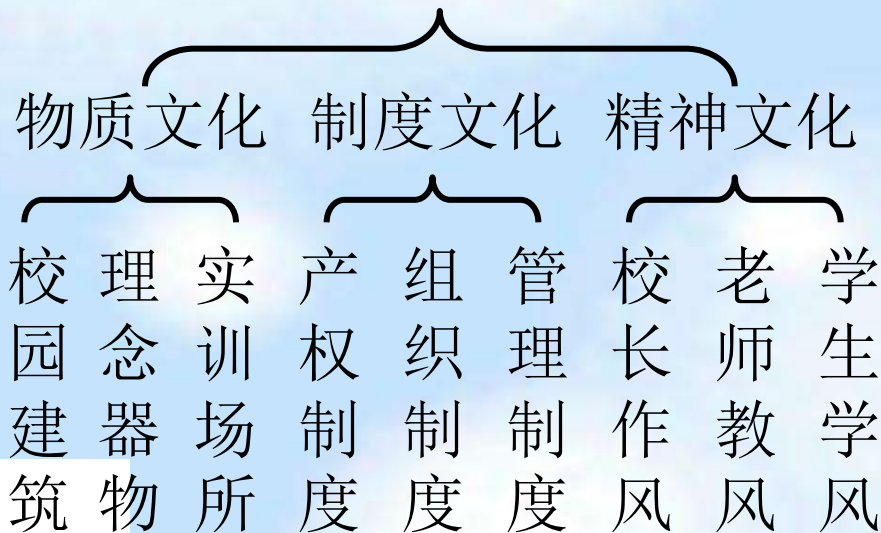 物质文化 制度文化 精神文化
校园建筑
理念器物
实训场所
产权制度
组织制度
管理制度
校长作风
老师教风
学生学风